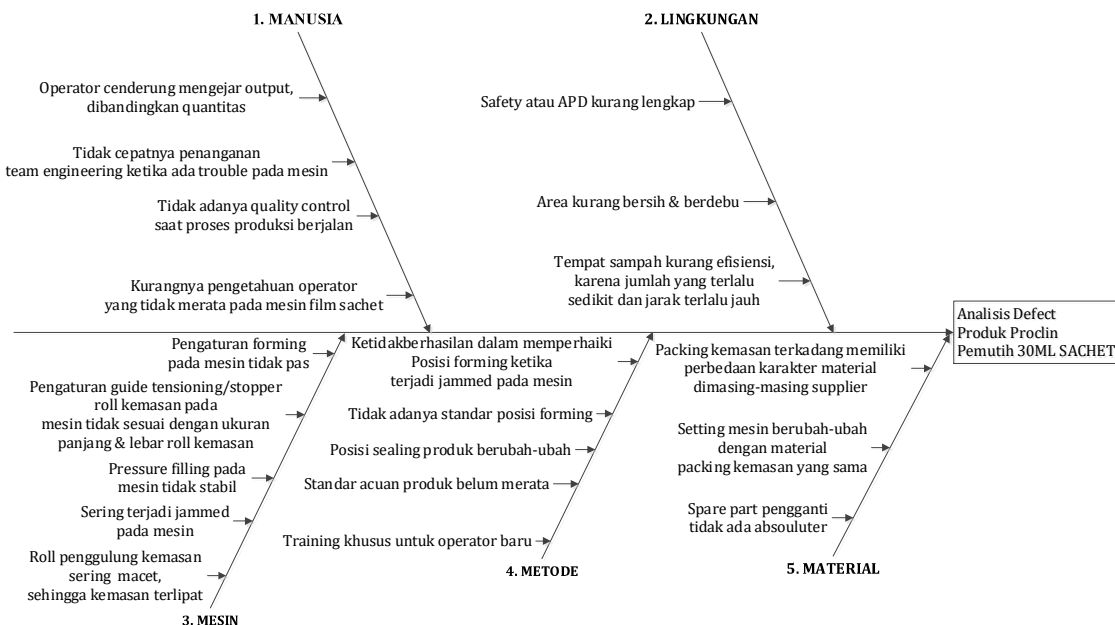 1. MANUSIA
Operator cenderung mengejar output,
dibandingkan quantitas
Tidak cepatnya penanganan
team engineering ketika ada trouble pada mesin
Tidak adanya quality control
saat proses produksi berjalan
Kurangnya pengetahuan operator
yang tidak merata pada mesin film sachet
2. LINGKUNGAN
Safety atau APD kurang lengkap
Area kurang bersih & berdebu
Tempat sampah kurang efisiensi,
karena jumlah yang terlalu
sedikit dan jarak terlalu jauh
Analisis Defect
Produk Proclin
Pemutih 30ML SACHET
Pengaturan forming
pada mesin tidak pas
Pengaturan guide tensioning/stopper
roll kemasan pada
mesin tidak sesuai dengan ukuran
panjang & lebar roll kemasan
Pressure filling pada
mesin tidak stabil
Sering terjadi jammed
pada mesin
Roll penggulung kemasan
sering macet,
sehingga kemasan terlipat
3. MESIN
Ketidakberhasilan dalam memperhaiki
Posisi forming ketika
terjadi jammed pada mesin
Tidak adanya standar posisi forming
Posisi sealing produk berubah-ubah
Standar acuan produk belum merata
Training khusus untuk operator baru
4. METODE
Packing kemasan terkadang memiliki
perbedaan karakter material
dimasing-masing supplier
Setting mesin berubah-ubah
dengan material
packing kemasan yang sama
Spare part pengganti
tidak ada absouluter
5. MATERIAL